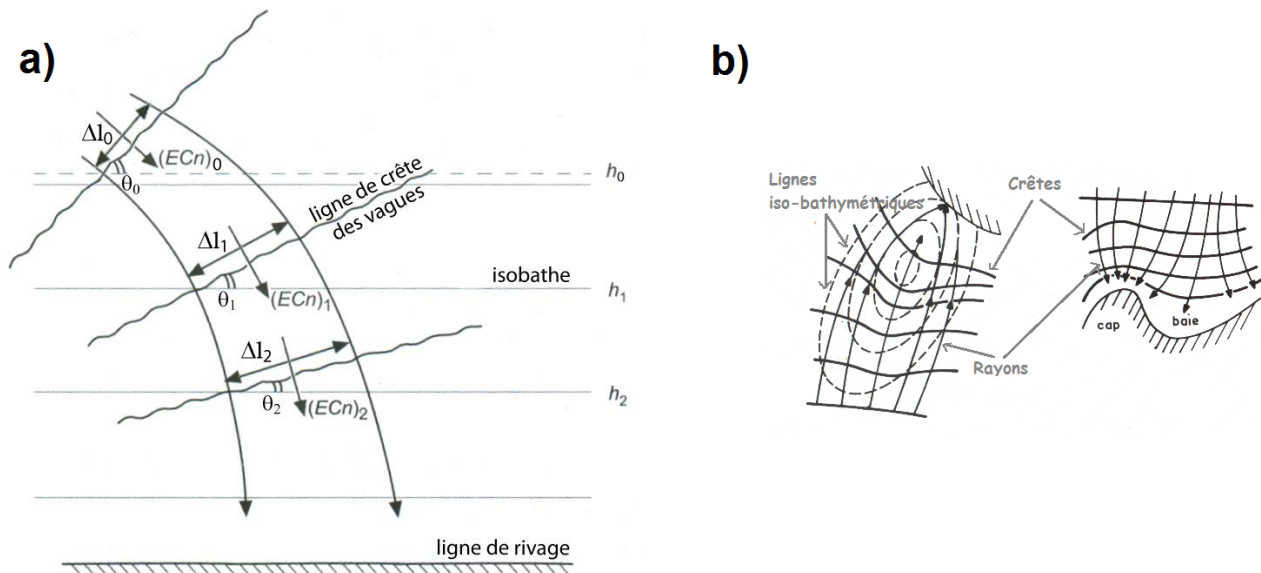 a)
Δl₀
(ECn)₀
θ₀
h₀
ligne de crête
des vagues
Δl₁
θ₁
(ECn)₁
isobathe
h₁
Δl₂
θ₂
(ECn)₂
h₂
ligne de rivage
b)
Lignes
iso-bathymétriques
Crêtes
Rayons
cap
baie